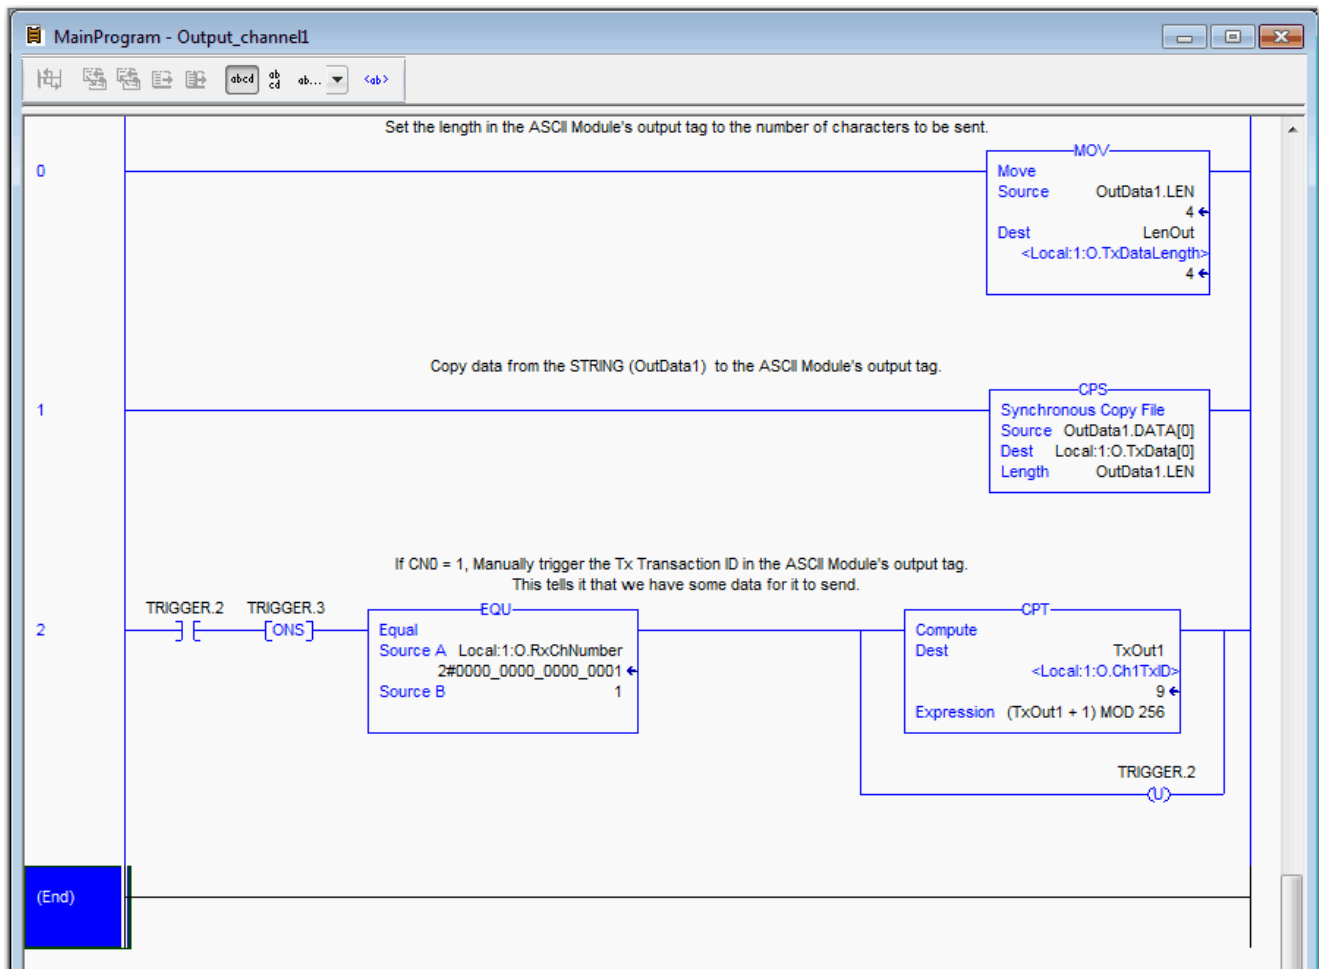 MainProgram - Output_channel1
abcd ab cd ab... <ab>
Set the length in the ASCII Module's output tag to the number of characters to be sent.
0
MOV
Move
Source OutData1.LEN
4
Dest LenOut
<Local:1:O.TxDataLength>
4
Copy data from the STRING (OutData1) to the ASCII Module's output tag.
1
CPS
Synchronous Copy File
Source OutData1.DATA[0]
Dest Local:1:O.TxData[0]
Length OutData1.LEN
If CN0 = 1, Manually trigger the Tx Transaction ID in the ASCII Module's output tag.
This tells it that we have some data for it to send.
2
TRIGGER.2 TRIGGER.3
ONS
EQU
Equal
Source A Local:1:O.RxChNumber
2#0000_0000_0000_0001
Source B 1
CPT
Compute
Dest TxOut1
<Local:1:O.Ch1TxID>
9
Expression (TxOut1 + 1) MOD 256
TRIGGER.2
U
(End)